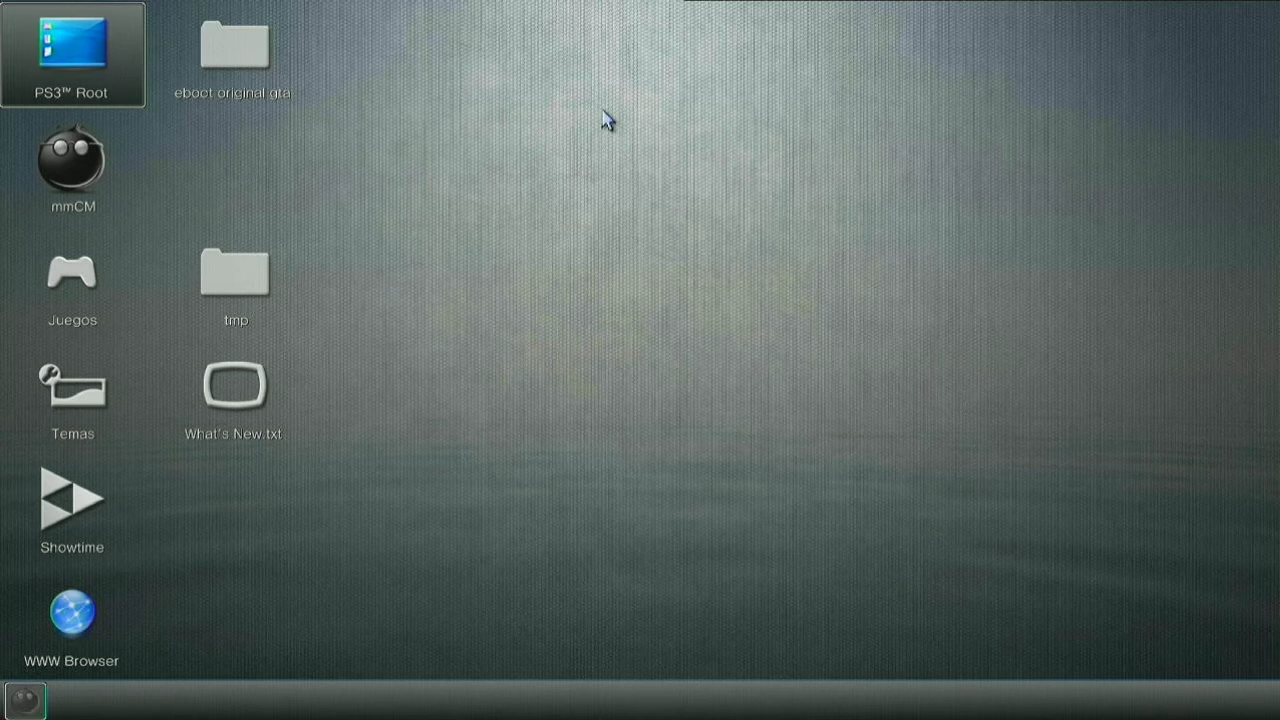 PS3™ Root
eboot original gta
mmCM
Juegos
tmp
Temas
What's New.txt
Showtime
WWW Browser